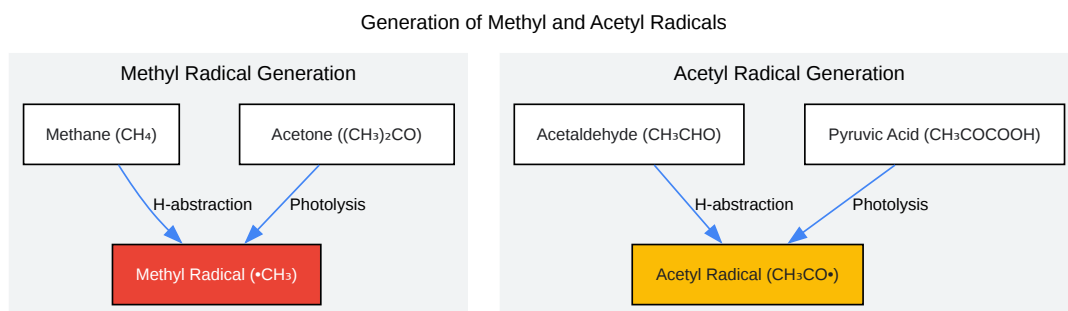 Generation of Methyl and Acetyl Radicals
Methyl Radical Generation
Methane (CH₄)
Acetone ((CH₃)₂CO)
H-abstraction
Photolysis
Methyl Radical (•CH₃)
Acetyl Radical Generation
Acetaldehyde (CH₃CHO)
Pyruvic Acid (CH₃COCOOH)
H-abstraction
Photolysis
Acetyl Radical (CH₃CO•)